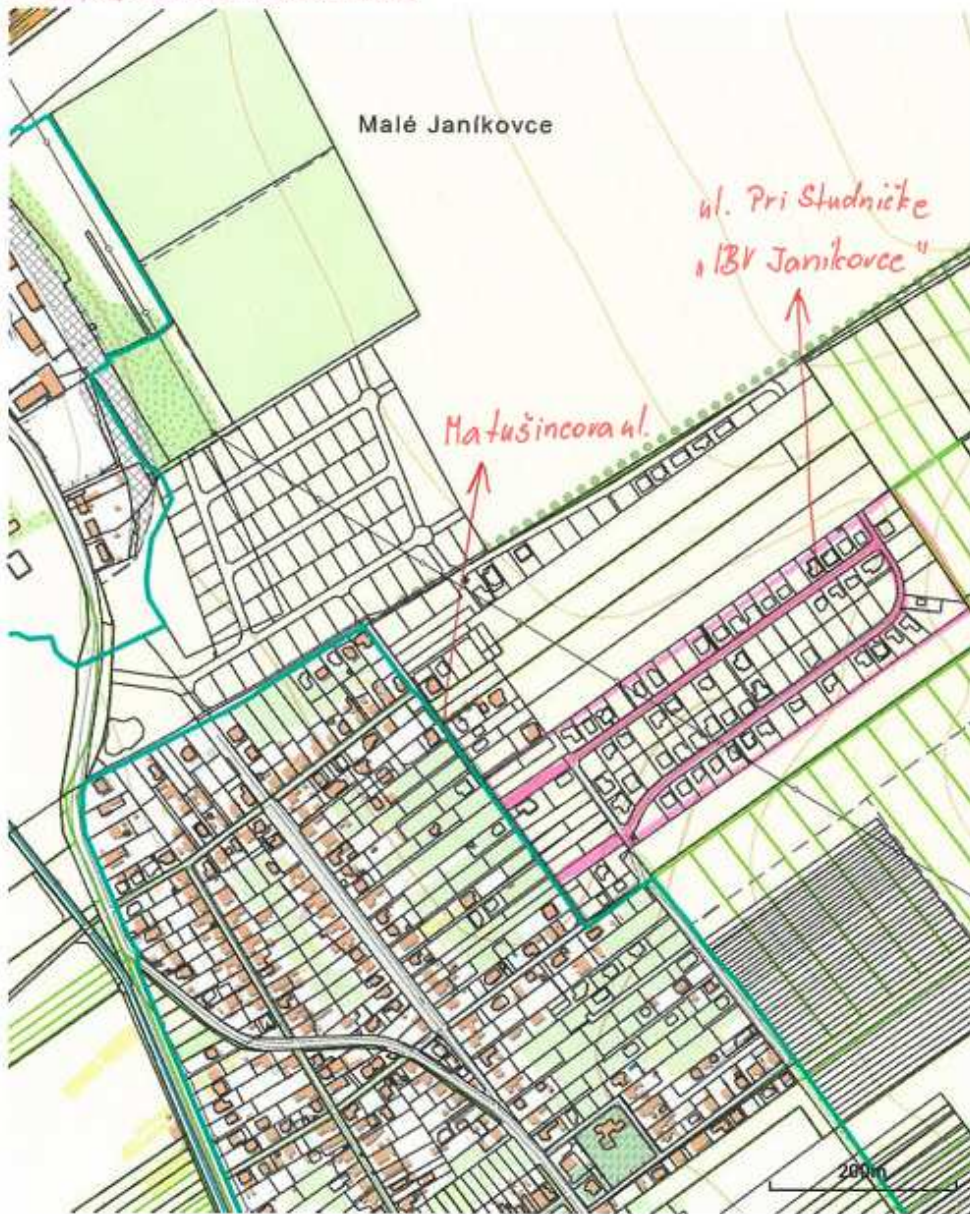 Malé Janíkovce
ul. Pri Studničke
„IBV Janíkovce"
Matušincova ul.
200m